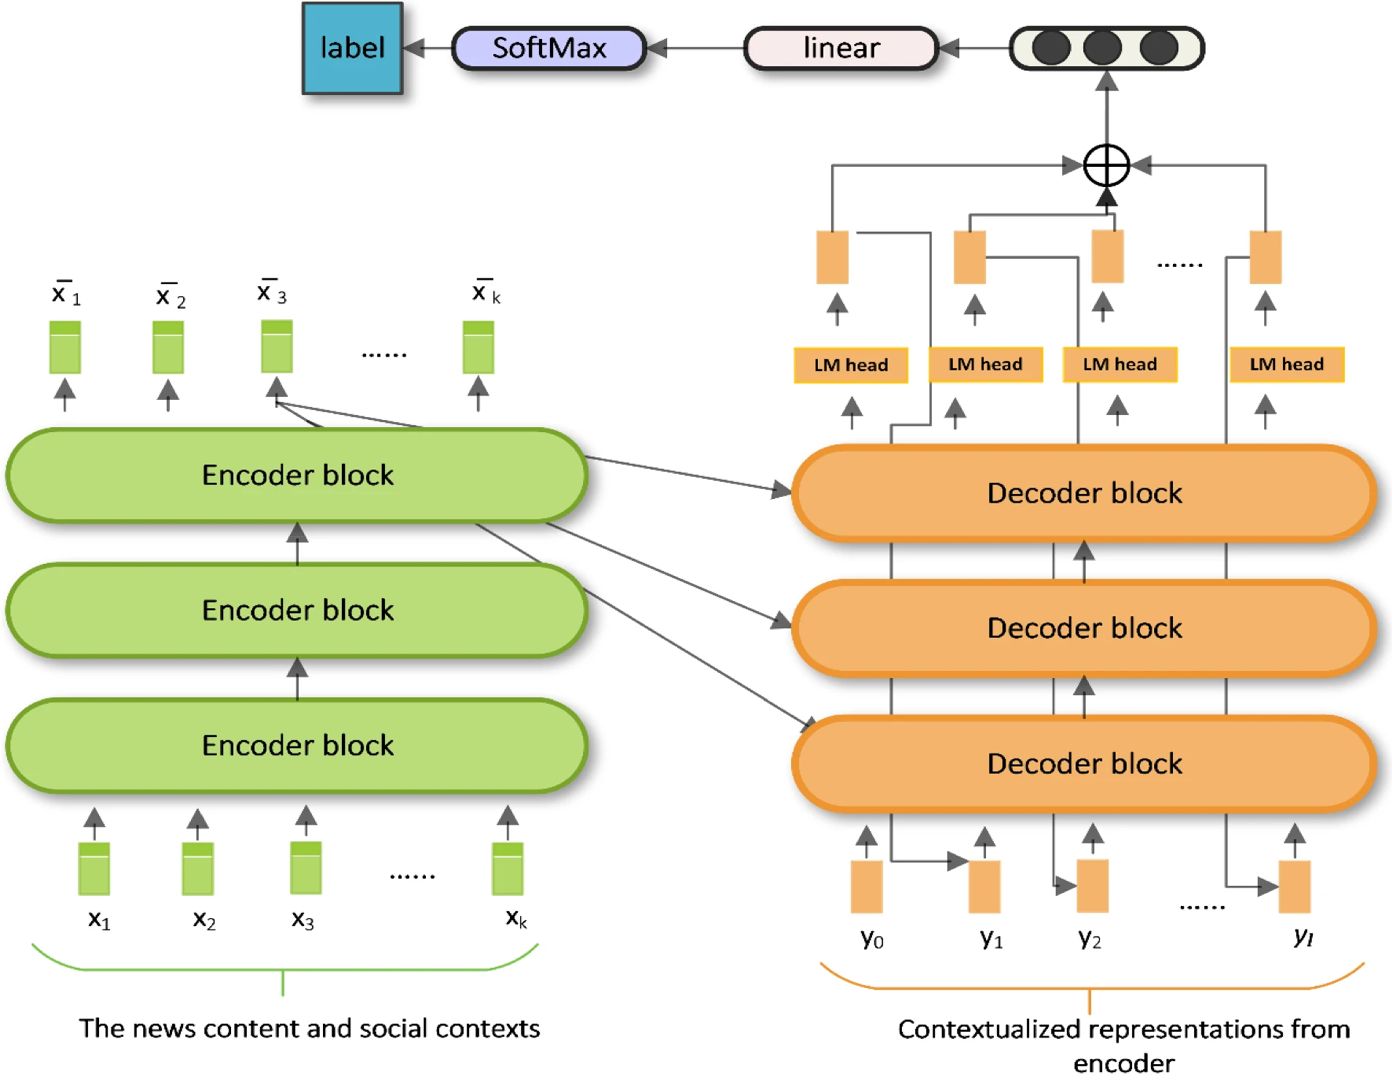 label
SoftMax
linear
x̄1
x̄2
x̄3
......
x̄k
......
LM head
LM head
LM head
LM head
Encoder block
Encoder block
Encoder block
Decoder block
Decoder block
Decoder block
......
x1
x2
x3
xk
......
y0
y1
y2
yl
The news content and social contexts
Contextualized representations from
encoder